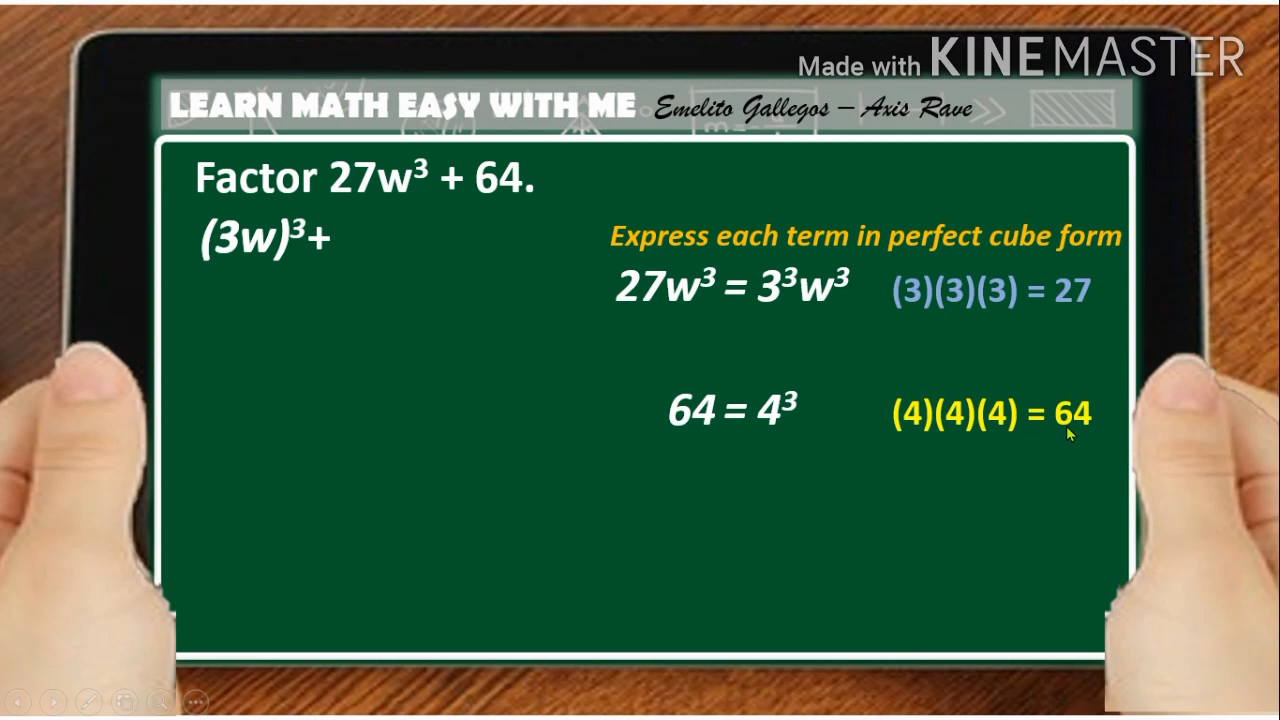 Made with KINEMASTER
LEARN MATH EASY WITH ME Emelito Gallegos – Axis Rave
Factor 27w³ + 64.
(3w)³+
Express each term in perfect cube form
27w³ = 3³w³ (3)(3)(3) = 27
64 = 4³ (4)(4)(4) = 64